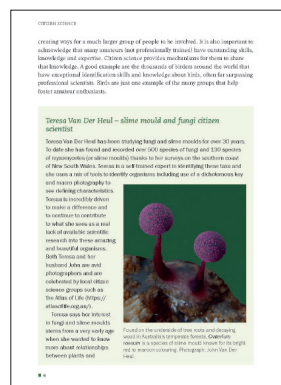 CITIZEN SCIENCE
creating ways for a much larger group of people to be involved. It is also important to
acknowledge that many amateurs (not professionally trained) have outstanding skills,
knowledge and expertise. Citizen science provides mechanisms for them to share
that knowledge. A good example are the thousands of birders around the world that
have exceptional identification skills and knowledge about birds, often far surpassing
professional scientists. Birds are just one example of the many groups that help
foster amateur enthusiasts.
Teresa Van Der Heul – slime mould and fungi citizen
scientist
Teresa Van Der Heul has been studying fungi and slime moulds for over 20 years.
To date she has found and recorded over 500 species of fungi and 130 species
of myxomycetes (or slime moulds) thanks to her surveys on the southern coast
of New South Wales. Teresa is a self trained expert in identifying these taxa and
she uses a mix of tools to identify organisms including use of a dichotomous key
and macro photography to
see defining characteristics.
Teresa is incredibly driven
to make a difference and
to continue to contribute
to what she sees as a real
lack of available scientific
research into these amazing
and beautiful organisms.
Both Teresa and her
husband John are avid
photographers and are
celebrated by local citizen
science groups such as
the Atlas of Life (https://
atlasoflife.org.au/).
Teresa says her interest
in fungi and slime moulds
stems from a very early age
when she wanted to know
more about relationships
between plants and
Found on the underside of tree roots and decaying
wood in Australia's temperate forests,
is a species of slime mould known for its bright
red to maroon colouring. Photograph: John Van Der
Heul.